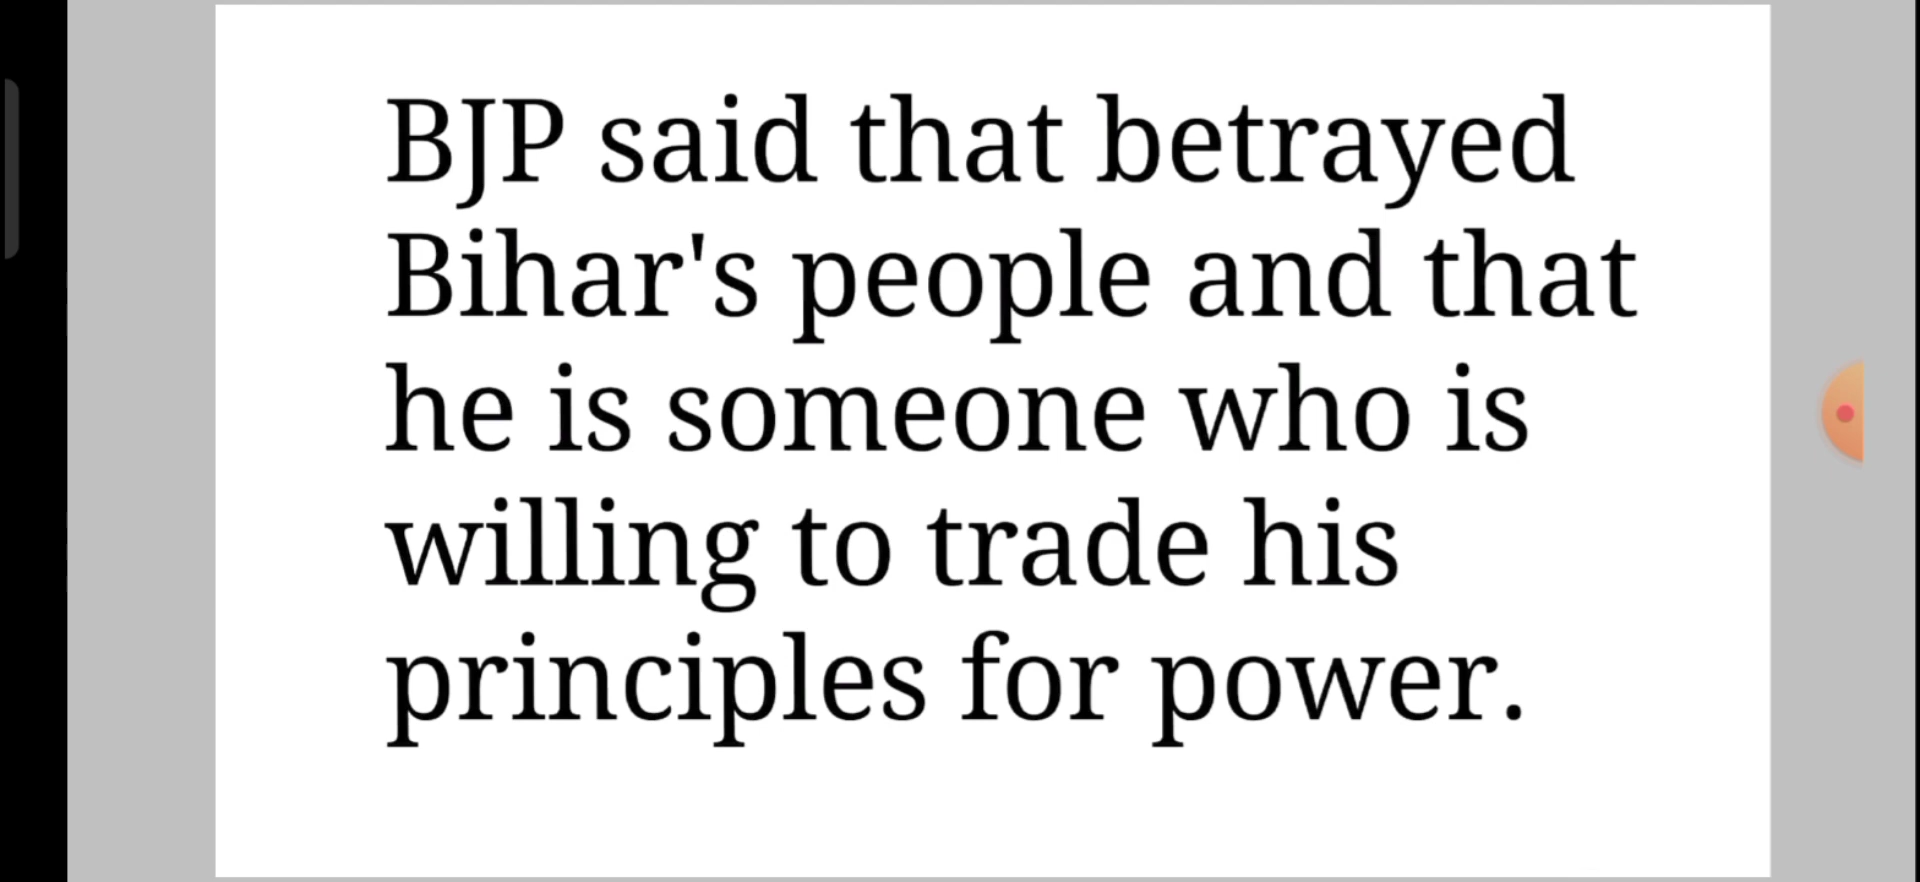 BJP said that betrayed
Bihar's people and that
he is someone who is
willing to trade his
principles for power.